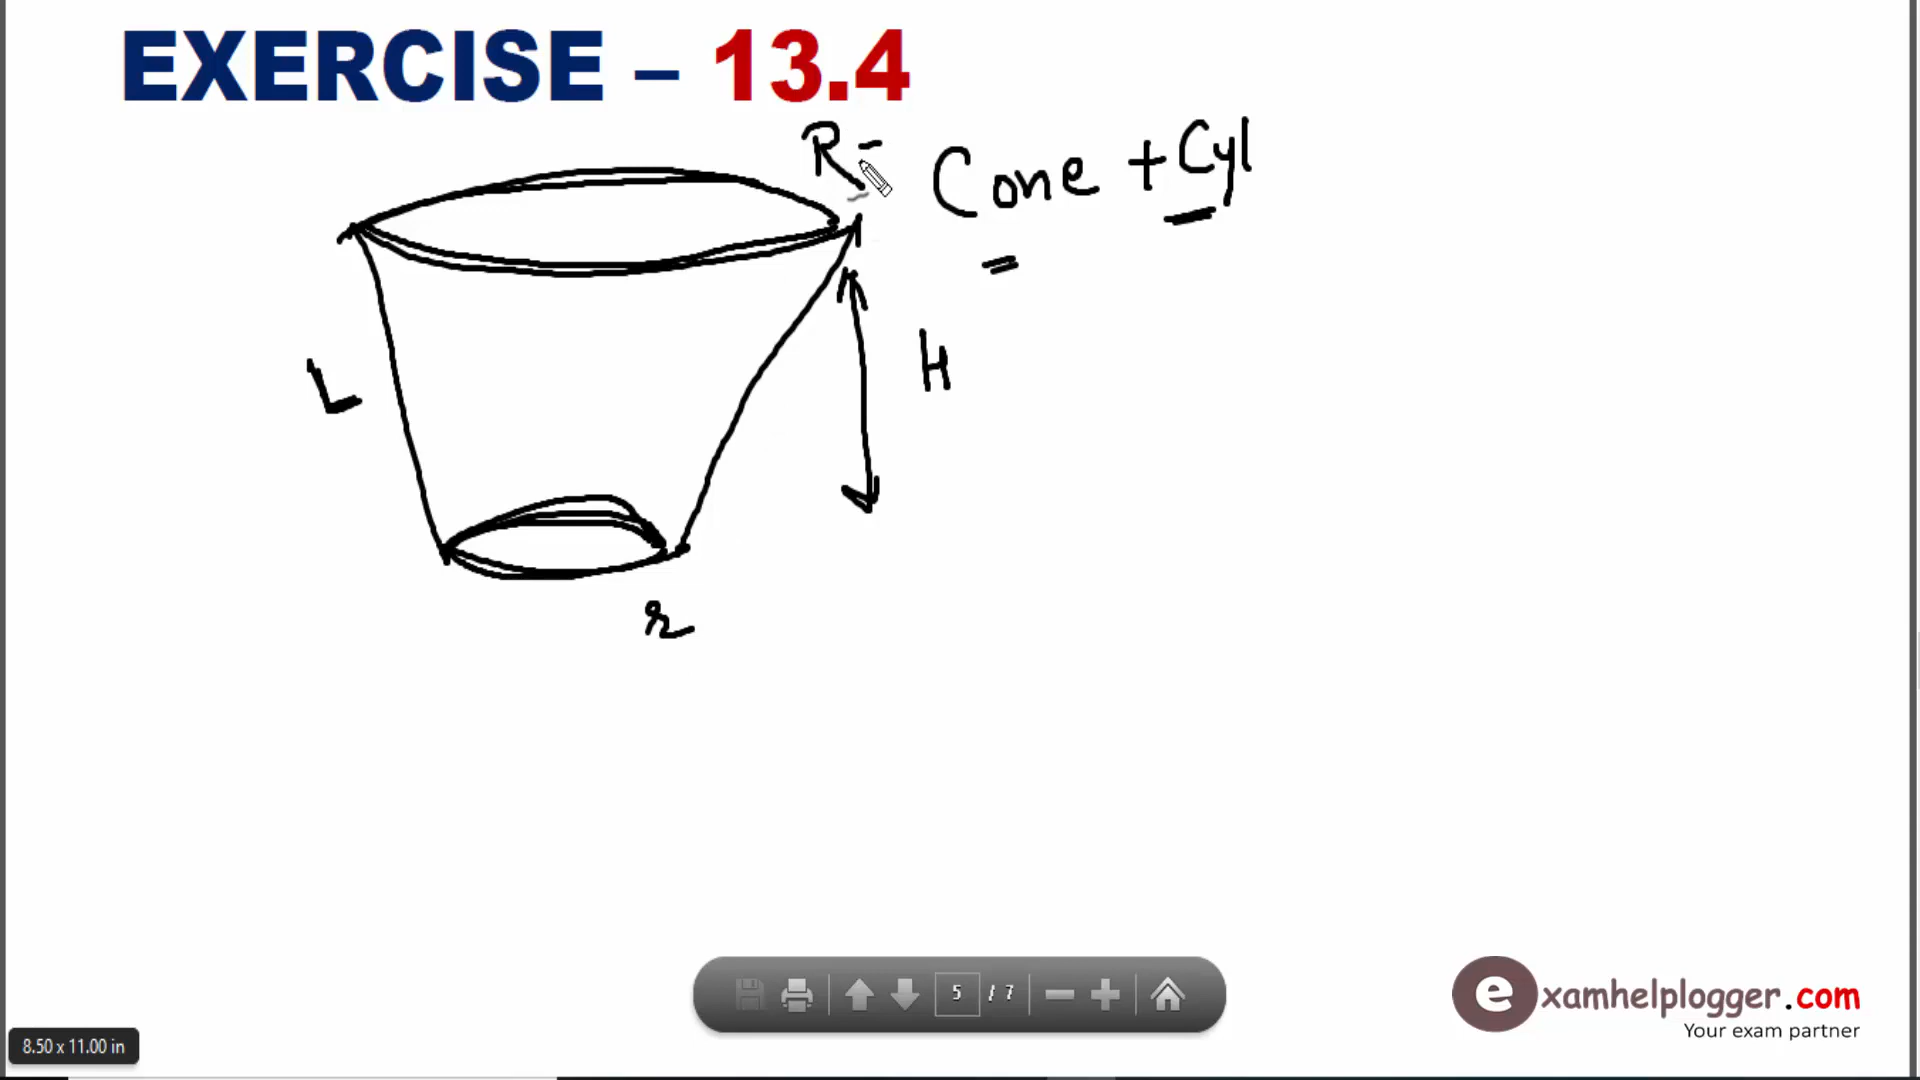 EXERCISE – 13.4
R
Cone + Cyl
L
H
r
5 / 7
examhelplogger.com
Your exam partner
8.50 x 11.00 in